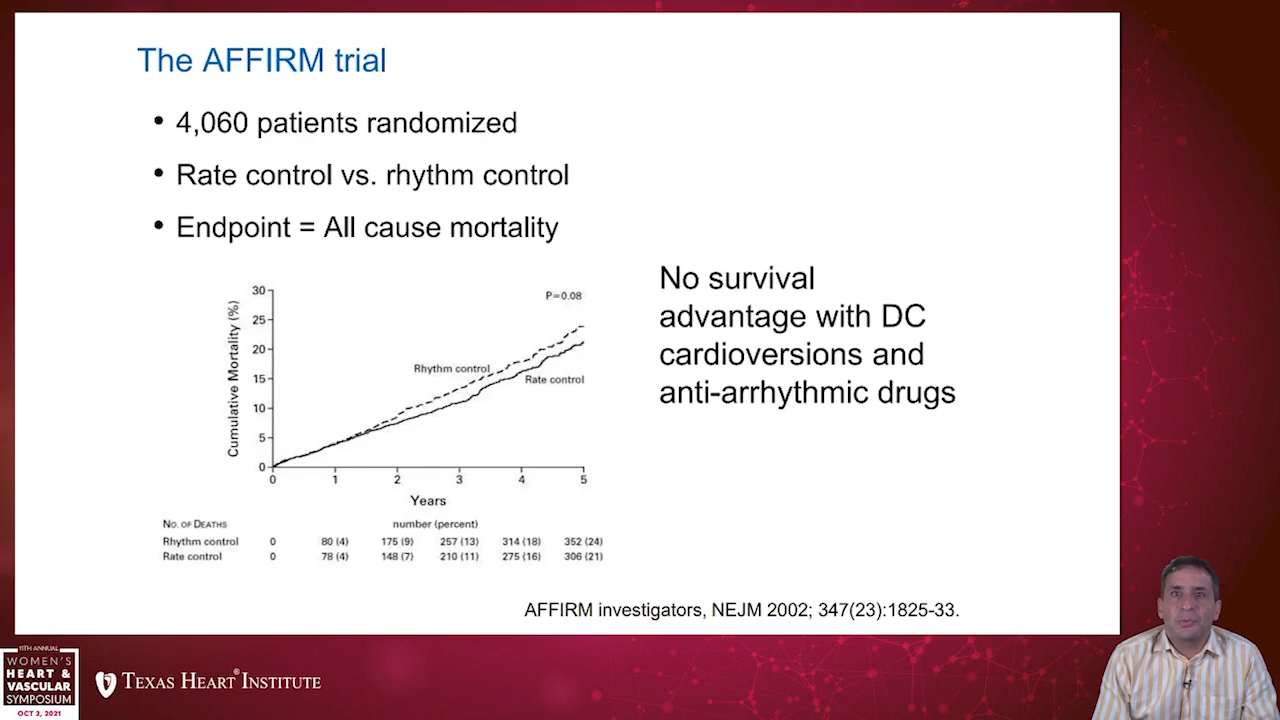 The AFFIRM trial
• 4,060 patients randomized
• Rate control vs. rhythm control
• Endpoint = All cause mortality
No survival
advantage with DC
cardioversions and
anti-arrhythmic drugs
Cumulative Mortality (%)
30
25
20
15
10
5
0
P=0.08
Rhythm control
Rate control
0 1 2 3 4 5
Years
NO. OF DEATHS number (percent)
Rhythm control 0 80 (4) 175 (9) 257 (13) 314 (18) 352 (24)
Rate control 0 78 (4) 148 (7) 210 (11) 275 (16) 306 (21)
AFFIRM investigators, NEJM 2002; 347(23):1825-33.
11TH ANNUAL
WOMEN'S
HEART &
VASCULAR
SYMPOSIUM
OCT 2, 2021
TEXAS HEART® INSTITUTE